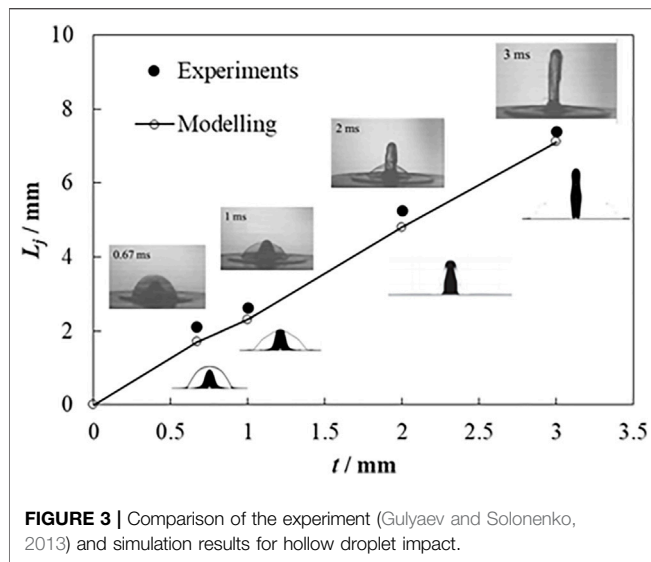 10
8
6
4
2
0
L_j / mm
Experiments
Modelling
0.67 ms
1 ms
2 ms
3 ms
0 0.5 1 1.5 2 2.5 3 3.5
t / mm
FIGURE 3 | Comparison of the experiment (Gulyaev and Solonenko,
2013) and simulation results for hollow droplet impact.